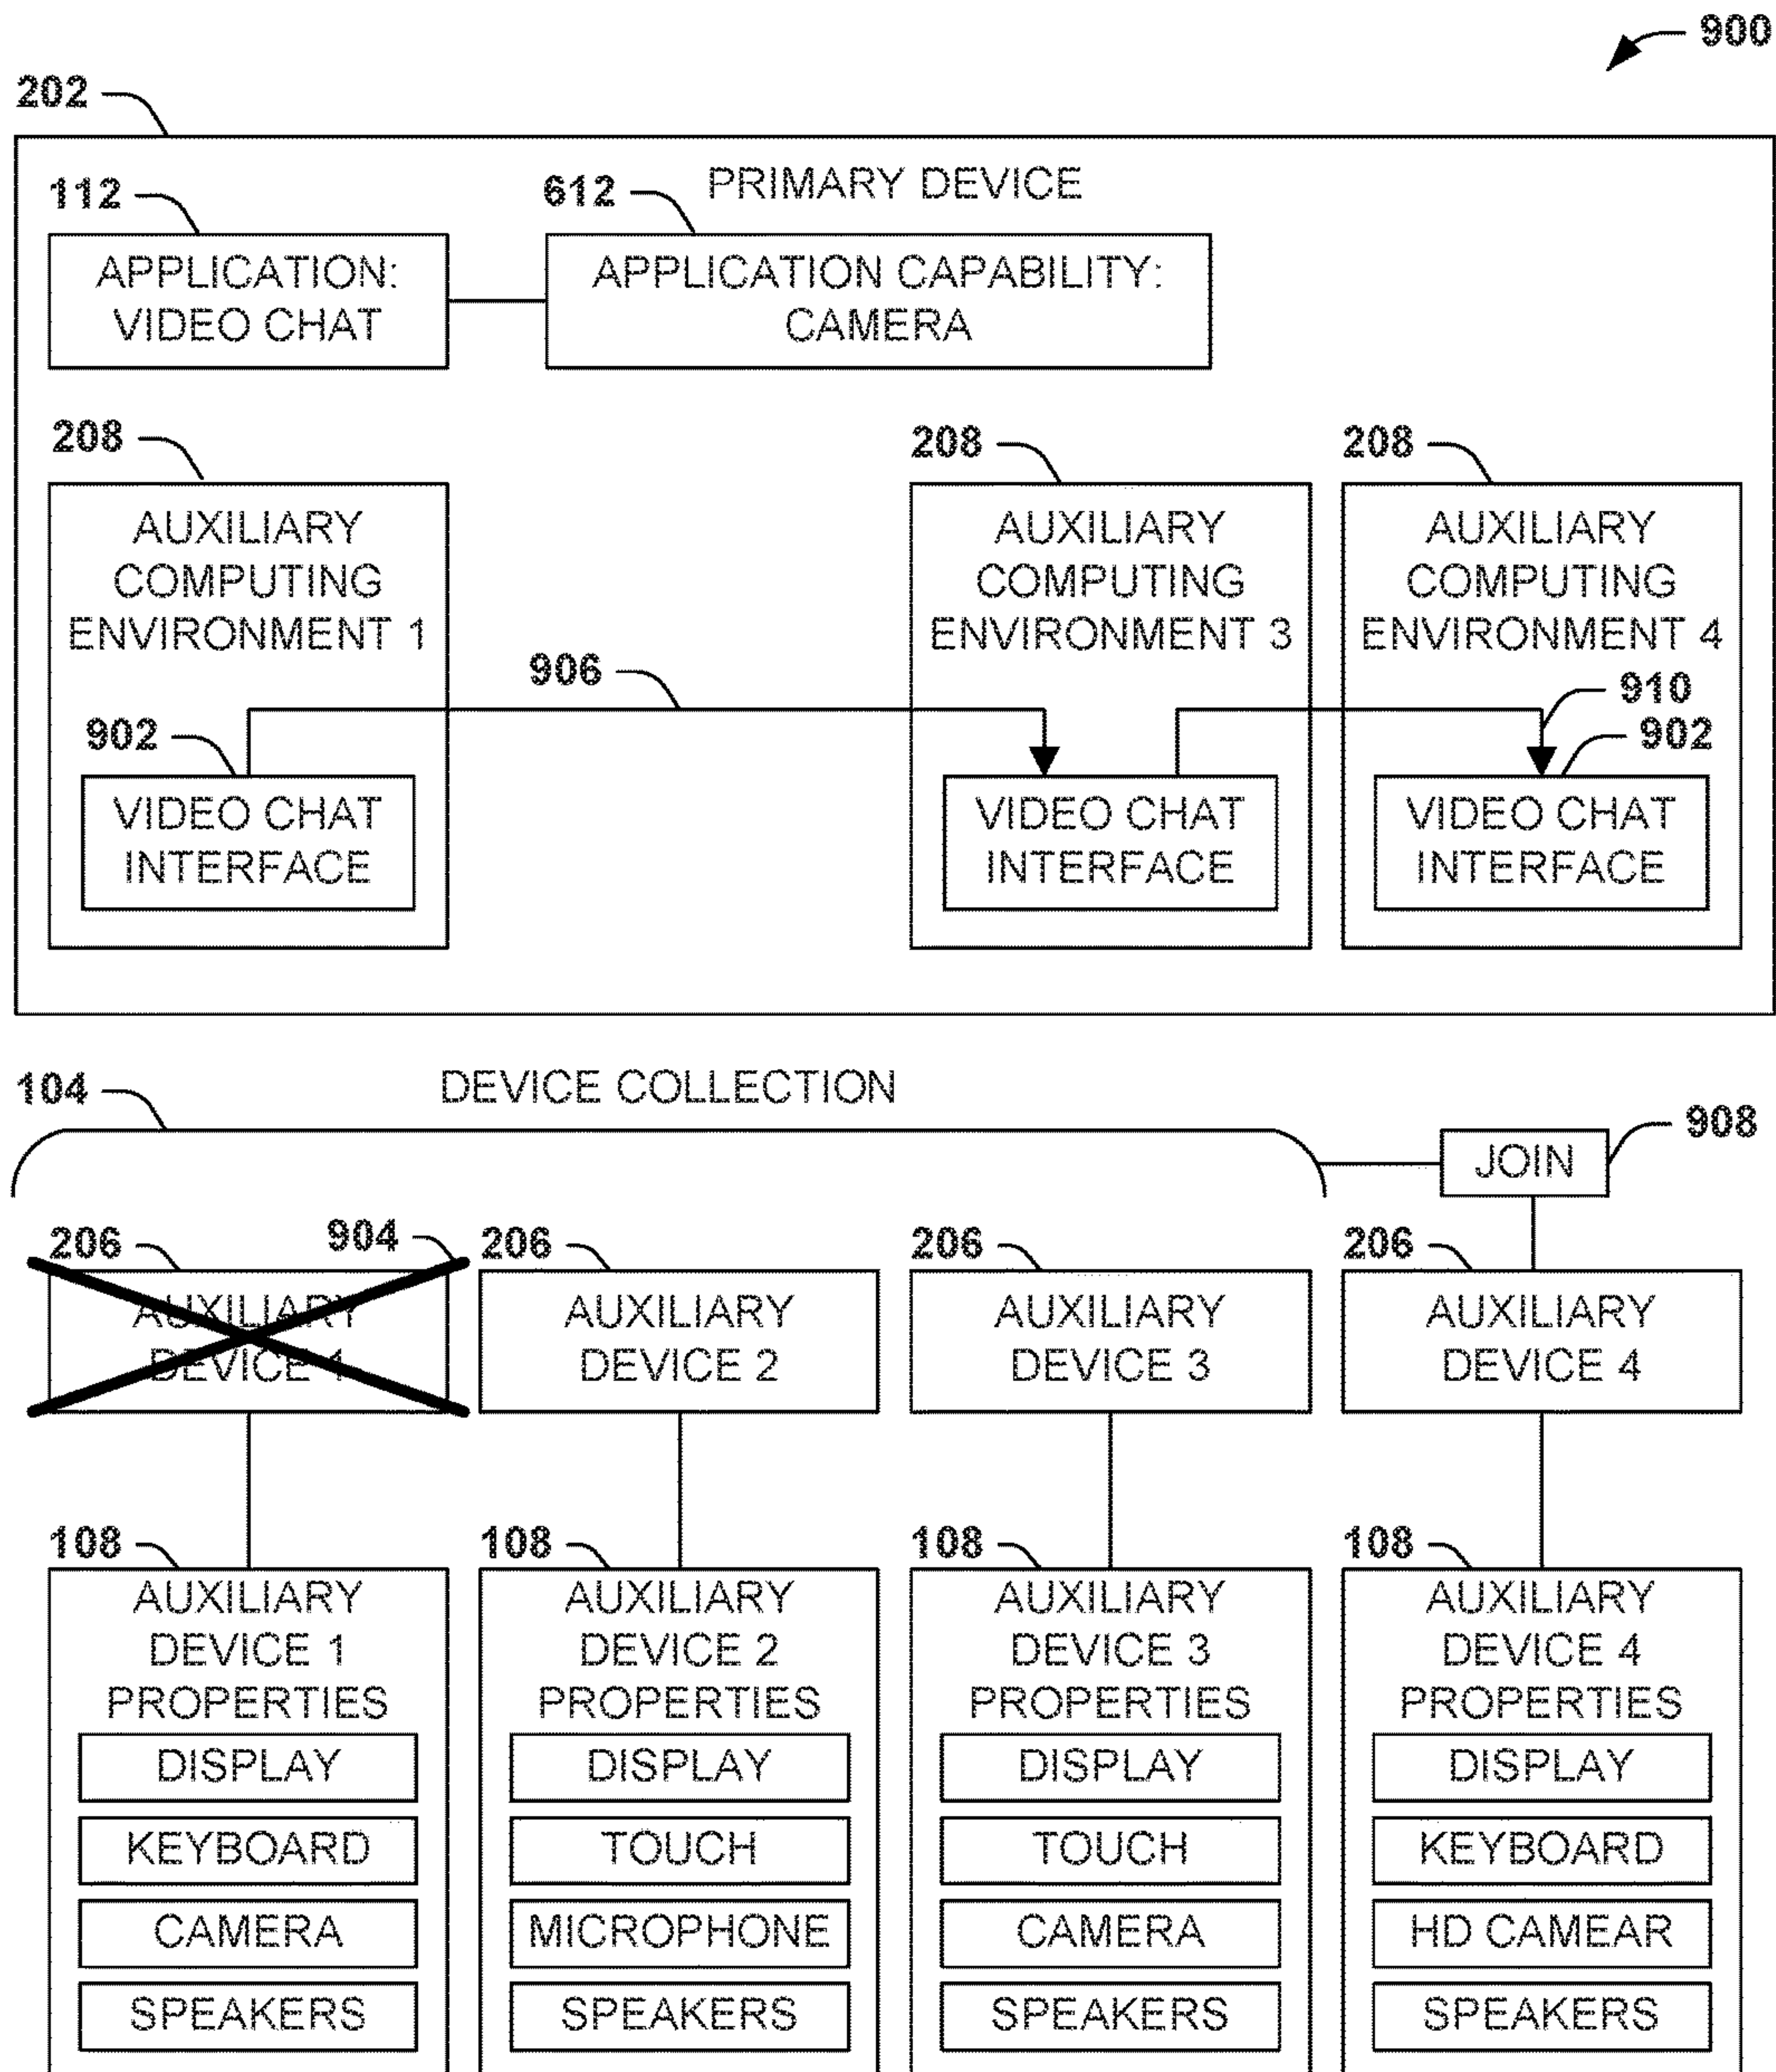 900
202
112
612
PRIMARY DEVICE
APPLICATION:
VIDEO CHAT
APPLICATION CAPABILITY:
CAMERA
208
208
208
AUXILIARY
COMPUTING
ENVIRONMENT 1
AUXILIARY
COMPUTING
ENVIRONMENT 3
AUXILIARY
COMPUTING
ENVIRONMENT 4
906
910
902
902
VIDEO CHAT
INTERFACE
VIDEO CHAT
INTERFACE
VIDEO CHAT
INTERFACE
104
DEVICE COLLECTION
908
JOIN
206
904
206
206
206
AUXILIARY
DEVICE 1
AUXILIARY
DEVICE 2
AUXILIARY
DEVICE 3
AUXILIARY
DEVICE 4
108
108
108
108
AUXILIARY
DEVICE 1
PROPERTIES
DISPLAY
KEYBOARD
CAMERA
SPEAKERS
AUXILIARY
DEVICE 2
PROPERTIES
DISPLAY
TOUCH
MICROPHONE
SPEAKERS
AUXILIARY
DEVICE 3
PROPERTIES
DISPLAY
TOUCH
CAMERA
SPEAKERS
AUXILIARY
DEVICE 4
PROPERTIES
DISPLAY
KEYBOARD
HD CAMEAR
SPEAKERS